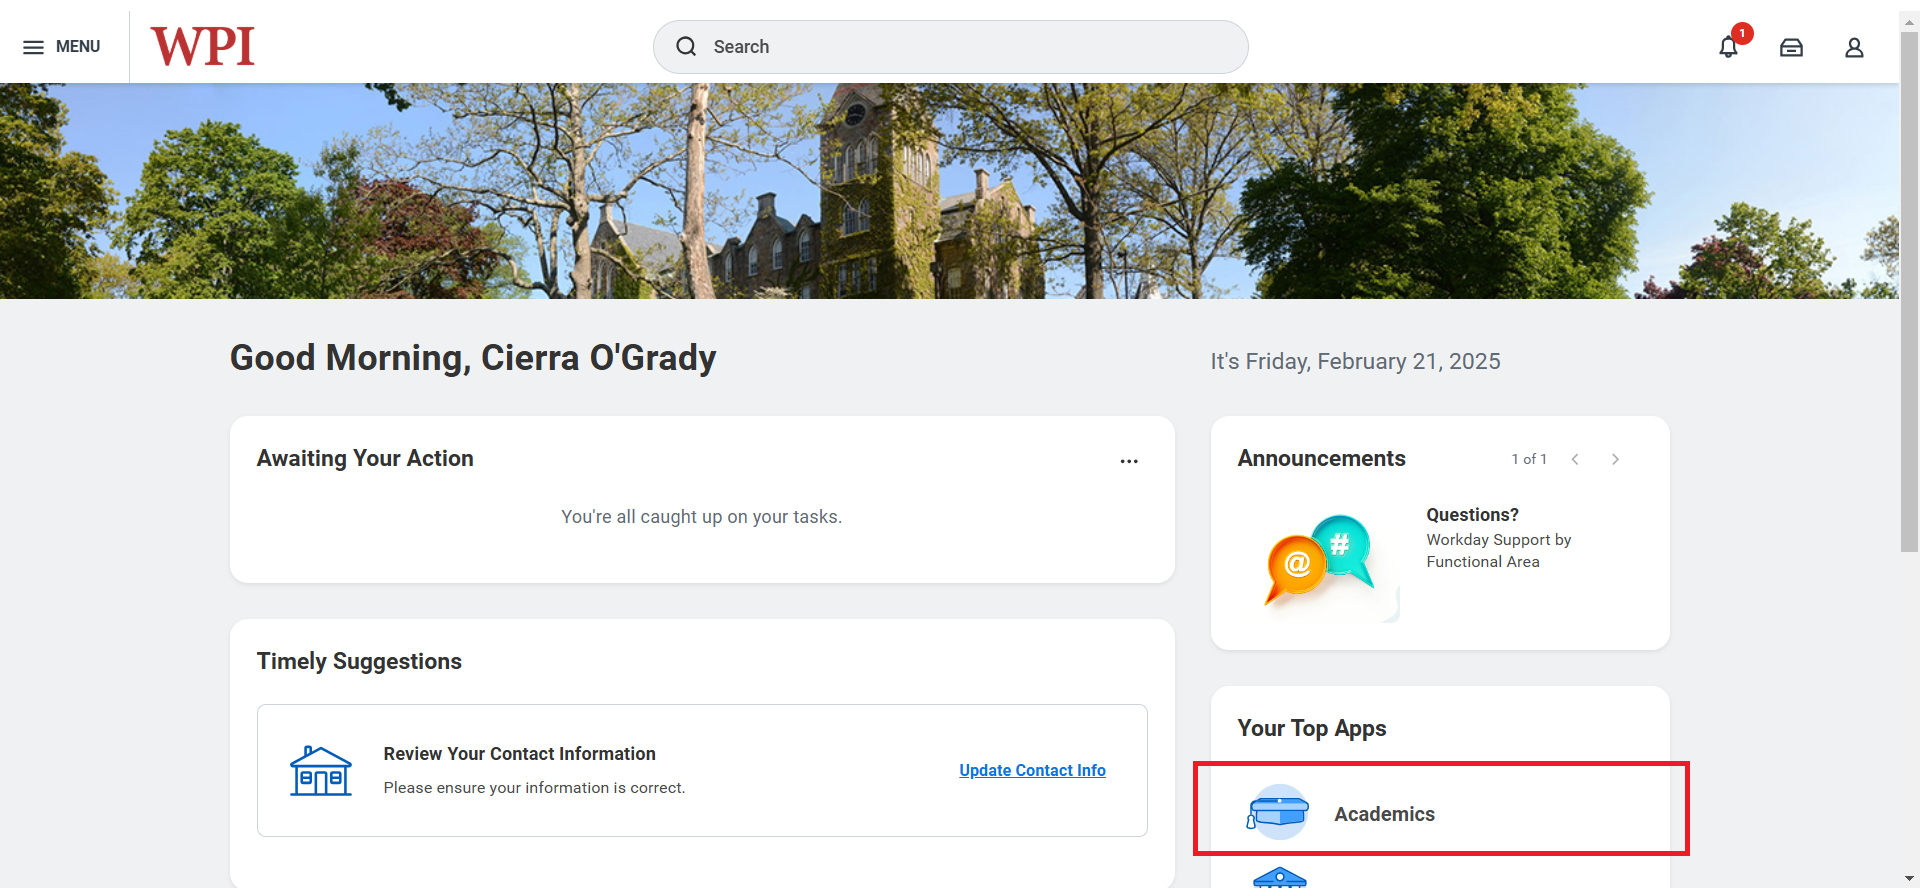 MENU
WPI
Search
1
Good Morning, Cierra O'Grady
It's Friday, February 21, 2025
Awaiting Your Action
You're all caught up on your tasks.
Announcements
1 of 1
@
#
Questions?
Workday Support by
Functional Area
Timely Suggestions
Review Your Contact Information
Please ensure your information is correct.
Update Contact Info
Your Top Apps
Academics